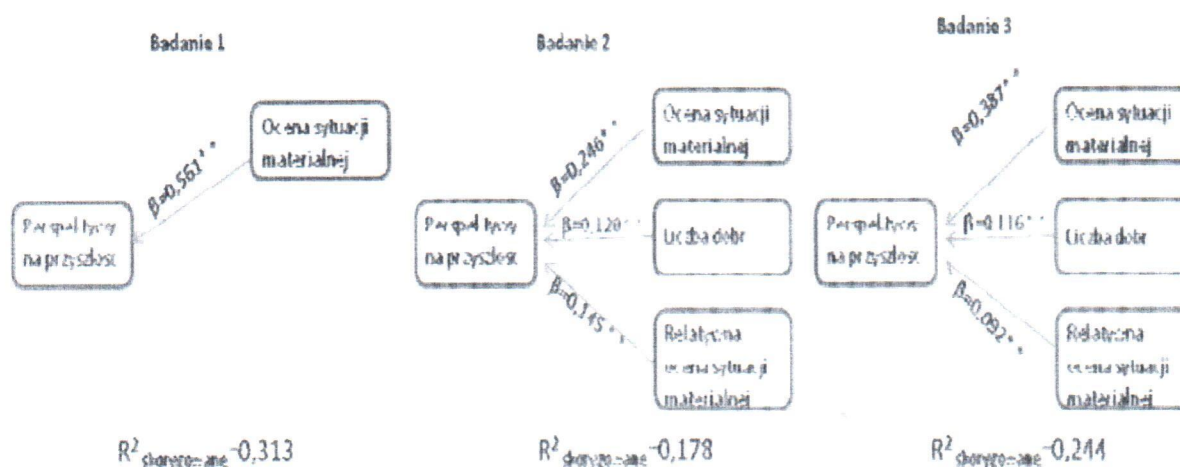 Badanie 1
Ocena sytuacji
materialnej
β=0,561**
Perspektywy
na przyszłość
R² skorygowane=0,313
Badanie 2
Ocena sytuacji
materialnej
β=0,246**
Perspektywy
na przyszłość
β=0,120**
Liczba dobr
β=0,145**
Relatywna
ocena sytuacji
materialnej
R² skorygowane=0,178
Badanie 3
β=0,387**
Ocena sytuacji
materialnej
Perspektywy
na przyszłość
β=0.116**
Liczba dobr
β=0,092**
Relatywna
ocena sytuacji
materialnej
R² skorygowane=0,244